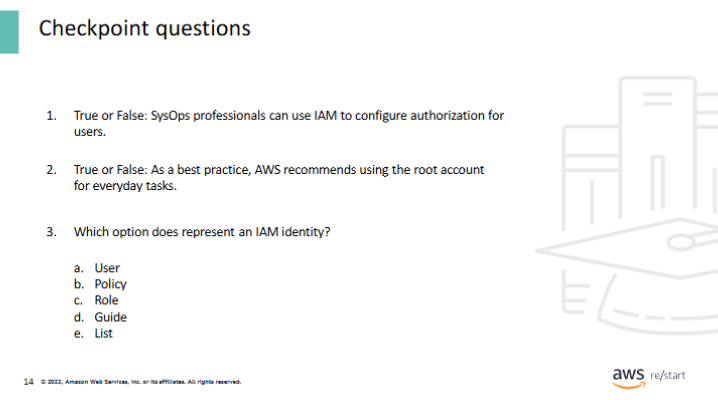 Checkpoint questions
1. True or False: SysOps professionals can use IAM to configure authorization for
users.
2. True or False: As a best practice, AWS recommends using the root account
for everyday tasks.
3. Which option does represent an IAM identity?
a. User
b. Policy
c. Role
d. Guide
e. List
14 © 2022, Amazon Web Services, Inc. or its affiliates. All rights reserved.
aws re/start